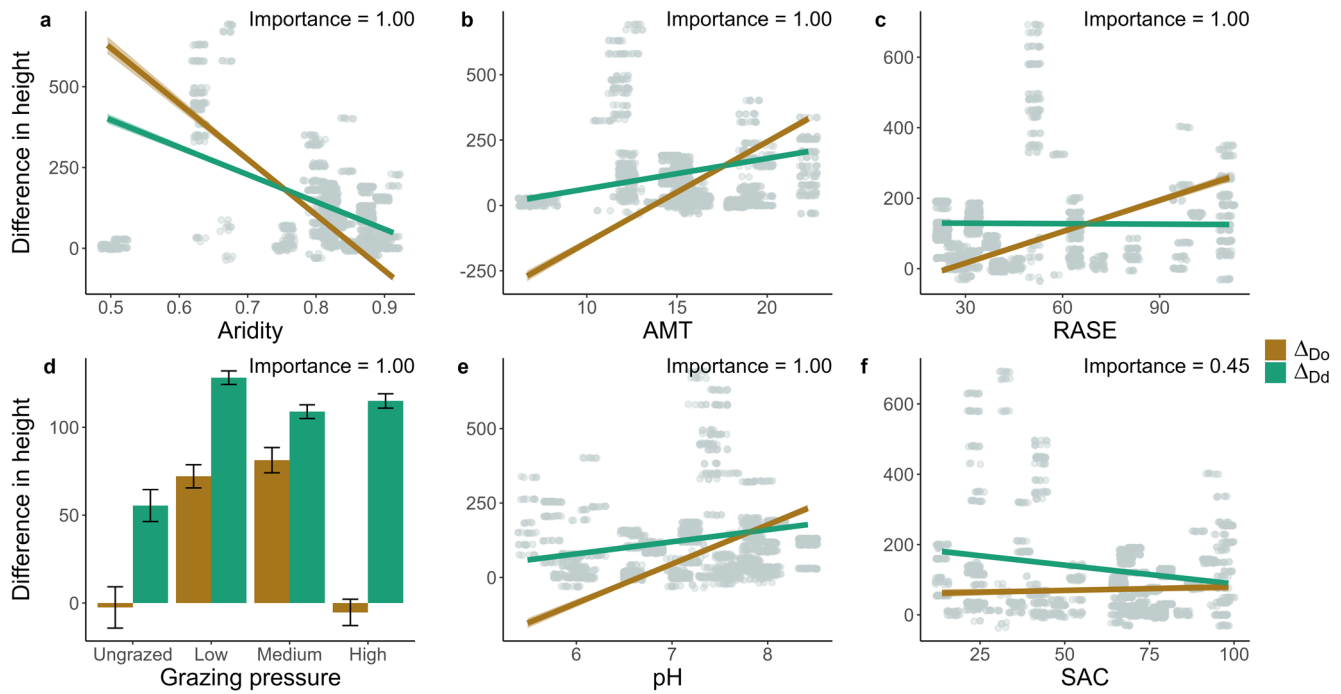 a Importance = 1.00
Difference in height
500
250
0
0.5 0.6 0.7 0.8 0.9
Aridity
b Importance = 1.00
500
250
0
-250
10 15 20
AMT
c Importance = 1.00
600
400
200
0
30 60 90
RASE
d Importance = 1.00
Difference in height
100
50
0
Ungrazed Low Medium High
Grazing pressure
e Importance = 1.00
500
250
0
6 7 8
pH
f Importance = 0.45
600
400
200
0
25 50 75 100
SAC
ΔDo
ΔDd